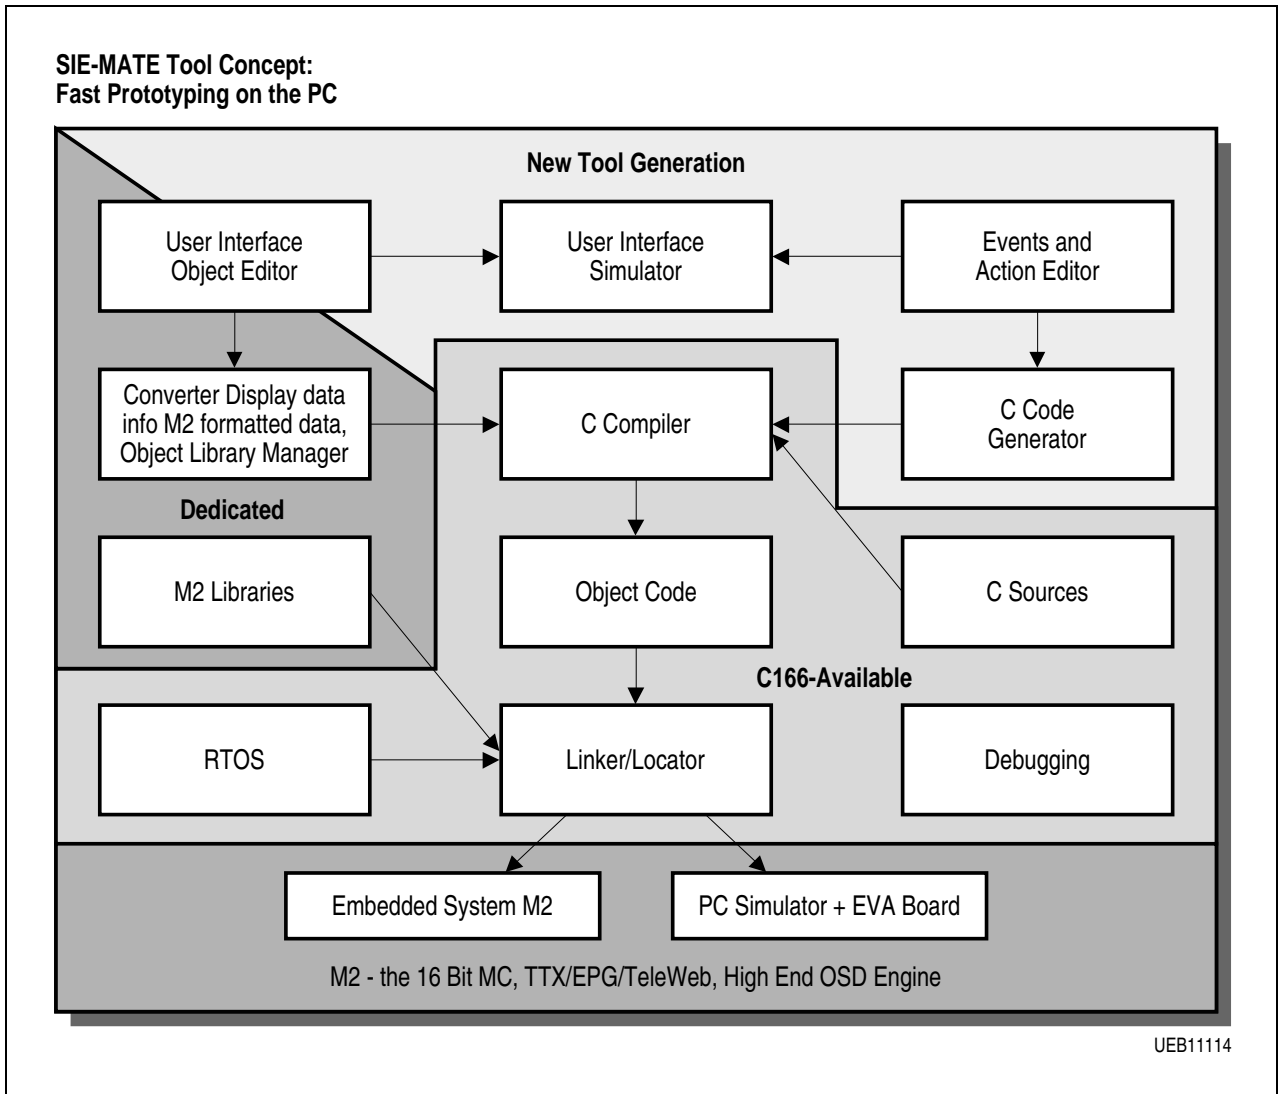 SIE-MATE Tool Concept:
Fast Prototyping on the PC
New Tool Generation
User Interface
Object Editor
User Interface
Simulator
Events and
Action Editor
Converter Display data
info M2 formatted data,
Object Library Manager
C Compiler
C Code
Generator
Dedicated
M2 Libraries
Object Code
C Sources
C166-Available
RTOS
Linker/Locator
Debugging
Embedded System M2
PC Simulator + EVA Board
M2 - the 16 Bit MC, TTX/EPG/TeleWeb, High End OSD Engine
UEB11114